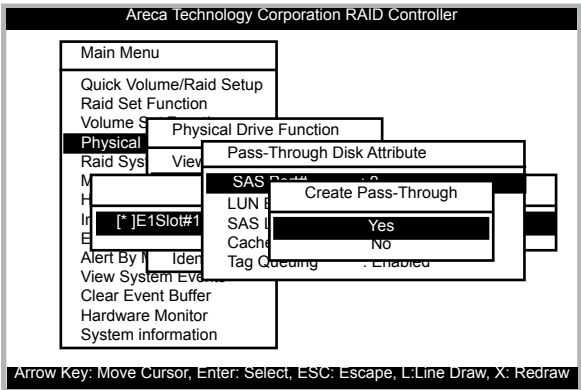 Areca Technology Corporation RAID Controller
Main Menu
Quick Volume/Raid Setup
Raid Set Function
Volume S
Physical Drive Function
Physical
Pass-Through Disk Attribute
Raid Sys
View
SAS Port# : 0
Create Pass-Through
LUN
[* ]E1Slot#1
SAS L
Yes
Cache
No
Alert By
Iden
Tag Queuing : Enabled
View System Events
Clear Event Buffer
Hardware Monitor
System information
Arrow Key: Move Cursor, Enter: Select, ESC: Escape, L:Line Draw, X: Redraw